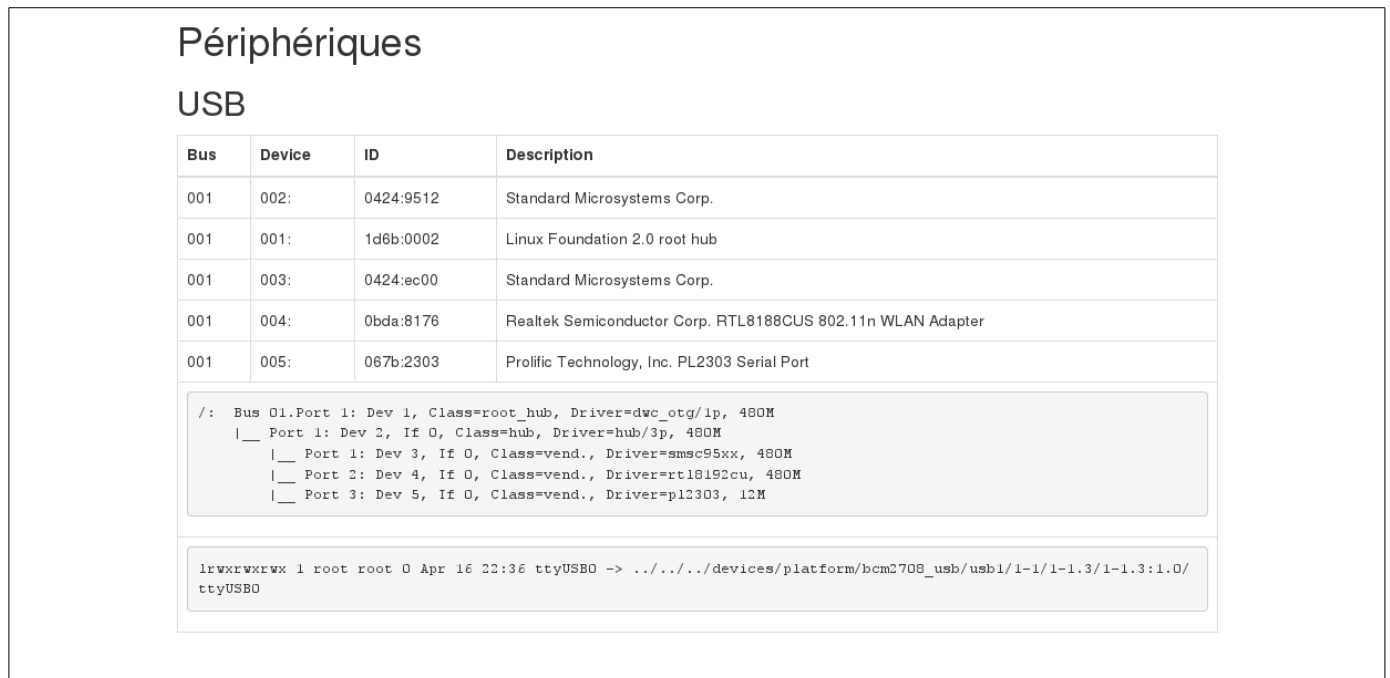 Périphériques
USB
Bus Device ID Description
001 002: 0424:9512 Standard Microsystems Corp.
001 001: 1d6b:0002 Linux Foundation 2.0 root hub
001 003: 0424:ec00 Standard Microsystems Corp.
001 004: 0bda:8176 Realtek Semiconductor Corp. RTL8188CUS 802.11n WLAN Adapter
001 005: 067b:2303 Prolific Technology, Inc. PL2303 Serial Port
/:  Bus 01.Port 1: Dev 1, Class=root_hub, Driver=dwc_otg/1p, 480M
    |__ Port 1: Dev 2, If 0, Class=hub, Driver=hub/3p, 480M
        |__ Port 1: Dev 3, If 0, Class=vend., Driver=smsc95xx, 480M
        |__ Port 2: Dev 4, If 0, Class=vend., Driver=rtl8192cu, 480M
        |__ Port 3: Dev 5, If 0, Class=vend., Driver=pl2303, 12M
lrwxrwxrwx 1 root root 0 Apr 16 22:36 ttyUSB0 -> ../../../devices/platform/bcm2708_usb/usb1/1-1/1-1.3/1-1.3:1.0/
ttyUSB0